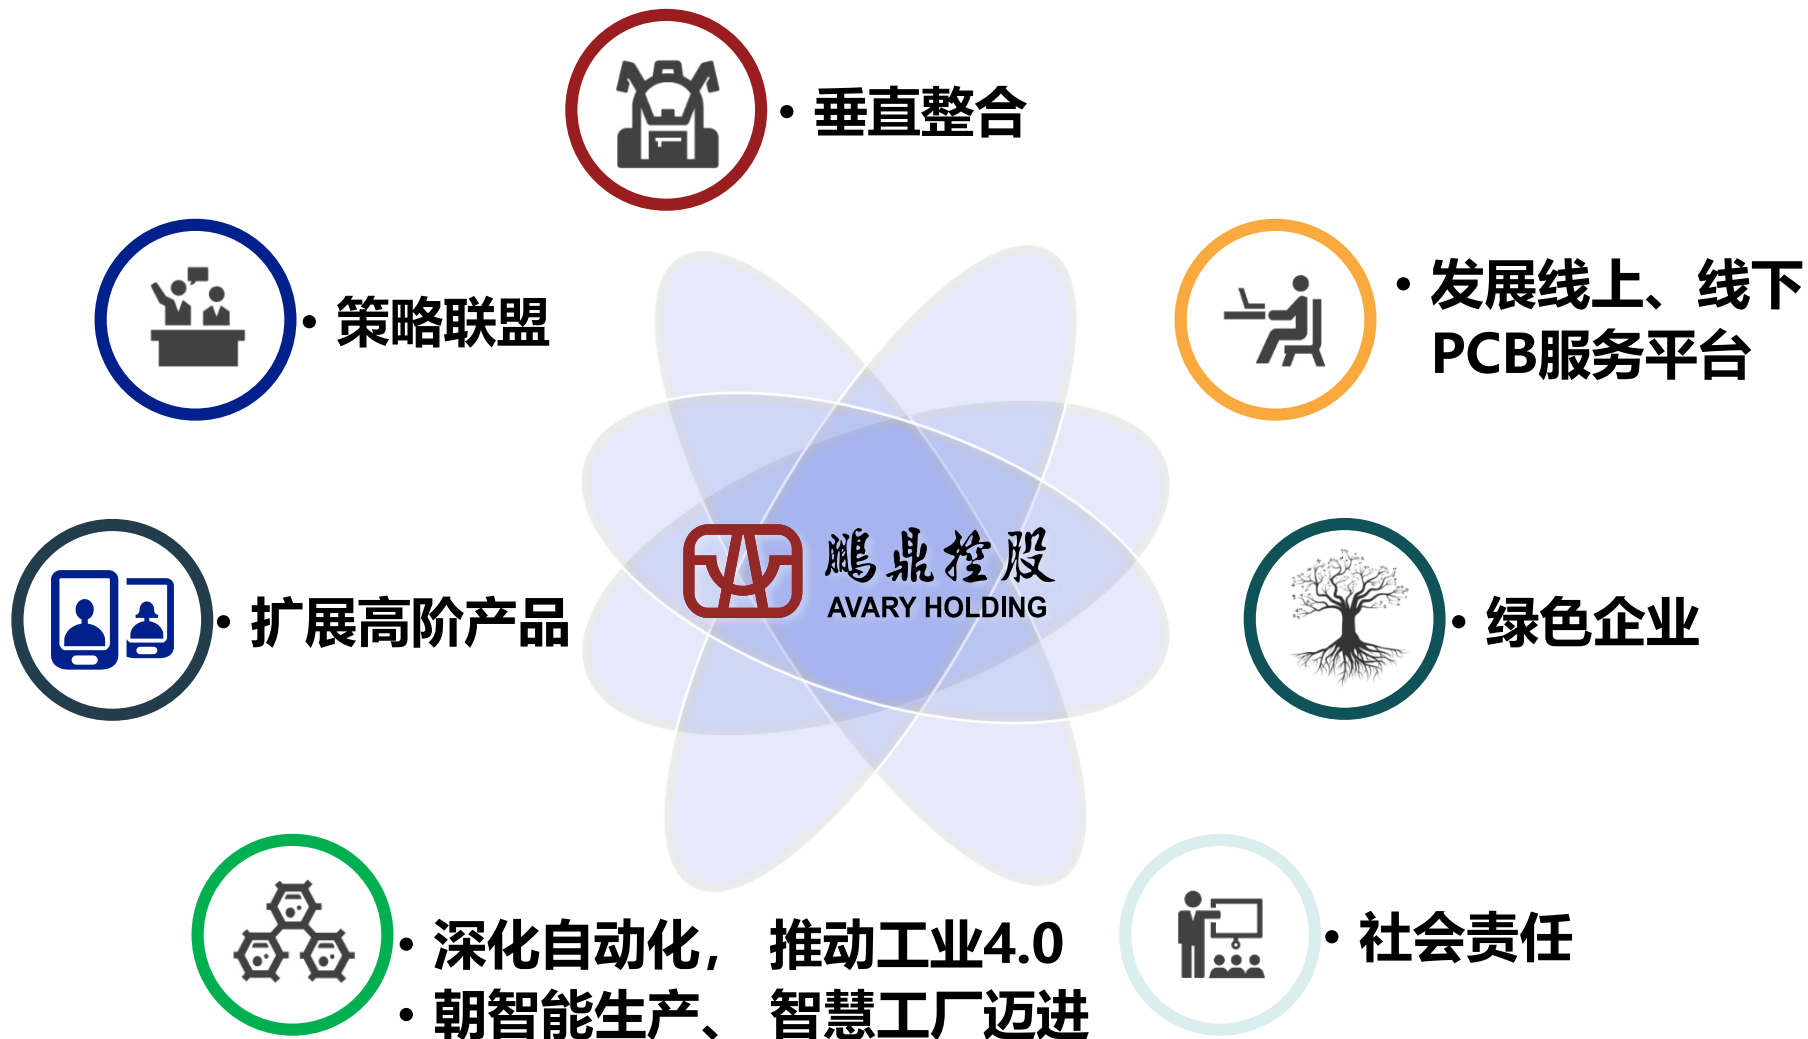 • 垂直整合
• 策略联盟
• 发展线上、线下
PCB服务平台
鹏鼎控股
AVARY HOLDING
• 扩展高阶产品
• 绿色企业
• 深化自动化， 推动工业4.0
• 朝智能生产、 智慧工厂迈进
• 社会责任